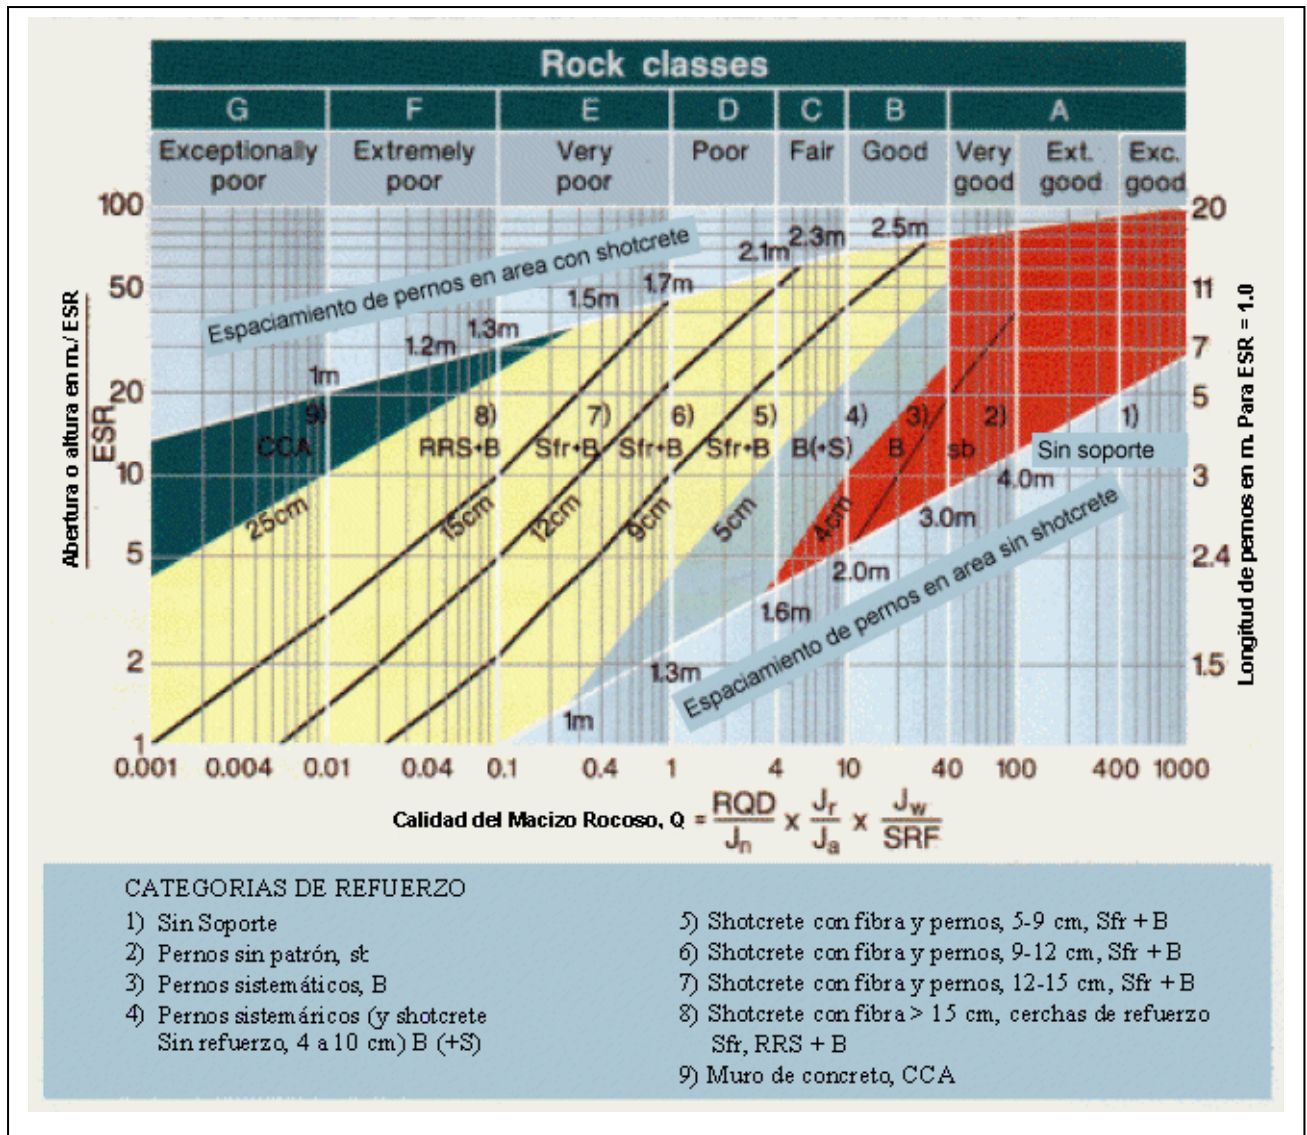 Rock classes
G F E D C B A
Exceptionally poor
Extremely poor
Very poor
Poor
Fair
Good
Very good
Ext. good
Exc. good
100 50 20 10 5 2 1
Abertura o altura en m./ ESR
ESR
20 11 7 5 3 2.4 1.5
Longitud de pernos en m. Para ESR = 1.0
Espaciamiento de pernos en area con shotcrete
1m 1.2m 1.3m 1.5m 1.7m 2.1m 2.3m 2.5m
9) 8) 7) 6) 5) 4) 3) 2) 1)
CCA RRS+B Sfr+B Sfr+B Sfr+B B(+S) B sb Sin soporte
25cm 15cm 12cm 9cm 5cm 4cm
4.0m
3.0m
2.0m
1.6m
1.3m
1m
Espaciamiento de pernos en area sin shotcrete
0.001 0.004 0.01 0.04 0.1 0.4 1 4 10 40 100 400 1000
Calidad del Macizo Rocoso, Q = RQD/Jn x Jr/Ja x Jw/SRF
CATEGORIAS DE REFUERZO
1) Sin Soporte
2) Pernos sin patrón, sb
3) Pernos sistemáticos, B
4) Pernos sistemáricos (y shotcrete
Sin refuerzo, 4 a 10 cm) B (+S)
5) Shotcrete con fibra y pernos, 5-9 cm, Sfr + B
6) Shotcrete con fibra y pernos, 9-12 cm, Sfr + B
7) Shotcrete con fibra y pernos, 12-15 cm, Sfr + B
8) Shotcrete con fibra > 15 cm, cerchas de refuerzo
Sfr, RRS + B
9) Muro de concreto, CCA